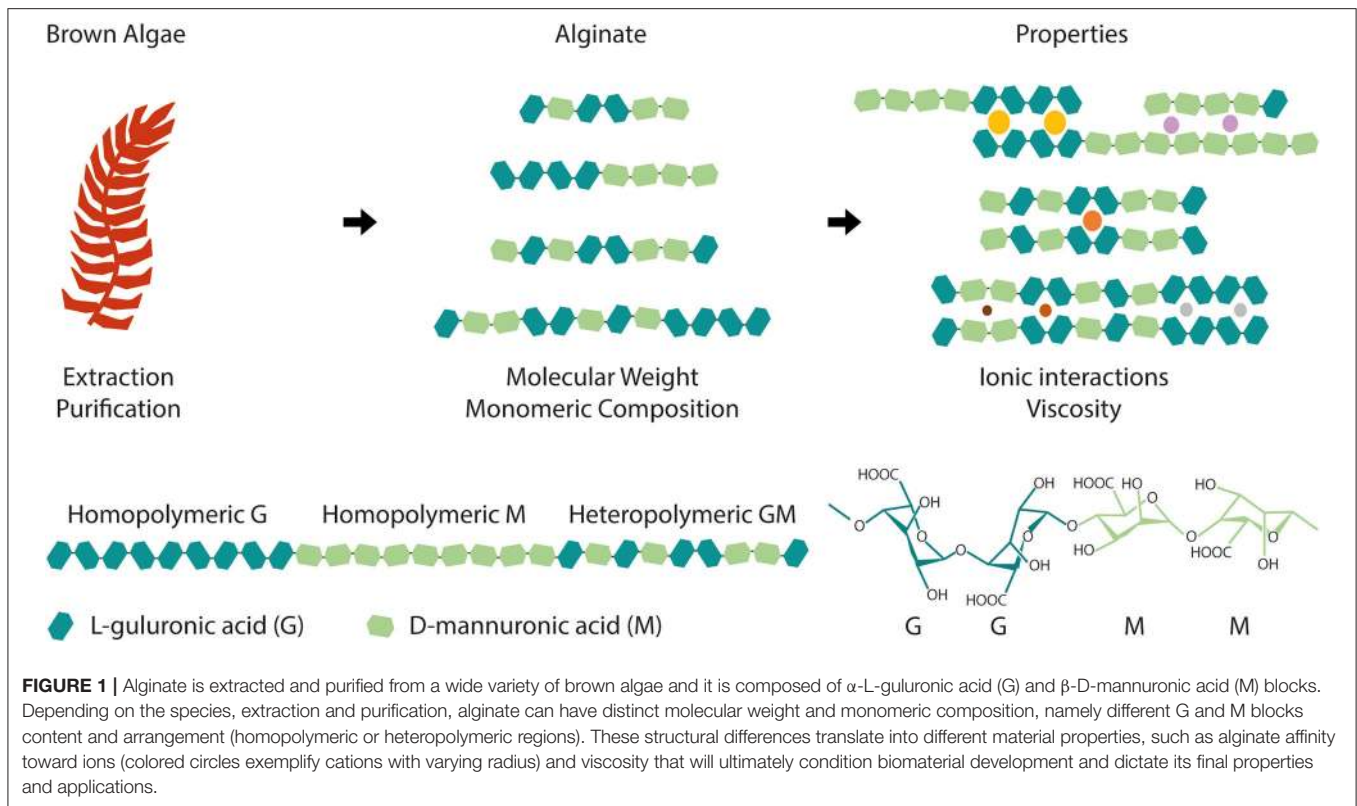 Brown Algae
Alginate
Properties
Extraction
Purification
Molecular Weight
Monomeric Composition
Ionic interactions
Viscosity
Homopolymeric G
Homopolymeric M
Heteropolymeric GM
L-guluronic acid (G)
D-mannuronic acid (M)
HOOC
OH
O
O
OH
O
OH
O
OH
HOOC
O
HOOC
HO
O
HO
O
HO
HOOC
O
OH
G
G
M
M
FIGURE 1 | Alginate is extracted and purified from a wide variety of brown algae and it is composed of α-L-guluronic acid (G) and β-D-mannuronic acid (M) blocks.
Depending on the species, extraction and purification, alginate can have distinct molecular weight and monomeric composition, namely different G and M blocks
content and arrangement (homopolymeric or heteropolymeric regions). These structural differences translate into different material properties, such as alginate affinity
toward ions (colored circles exemplify cations with varying radius) and viscosity that will ultimately condition biomaterial development and dictate its final properties
and applications.